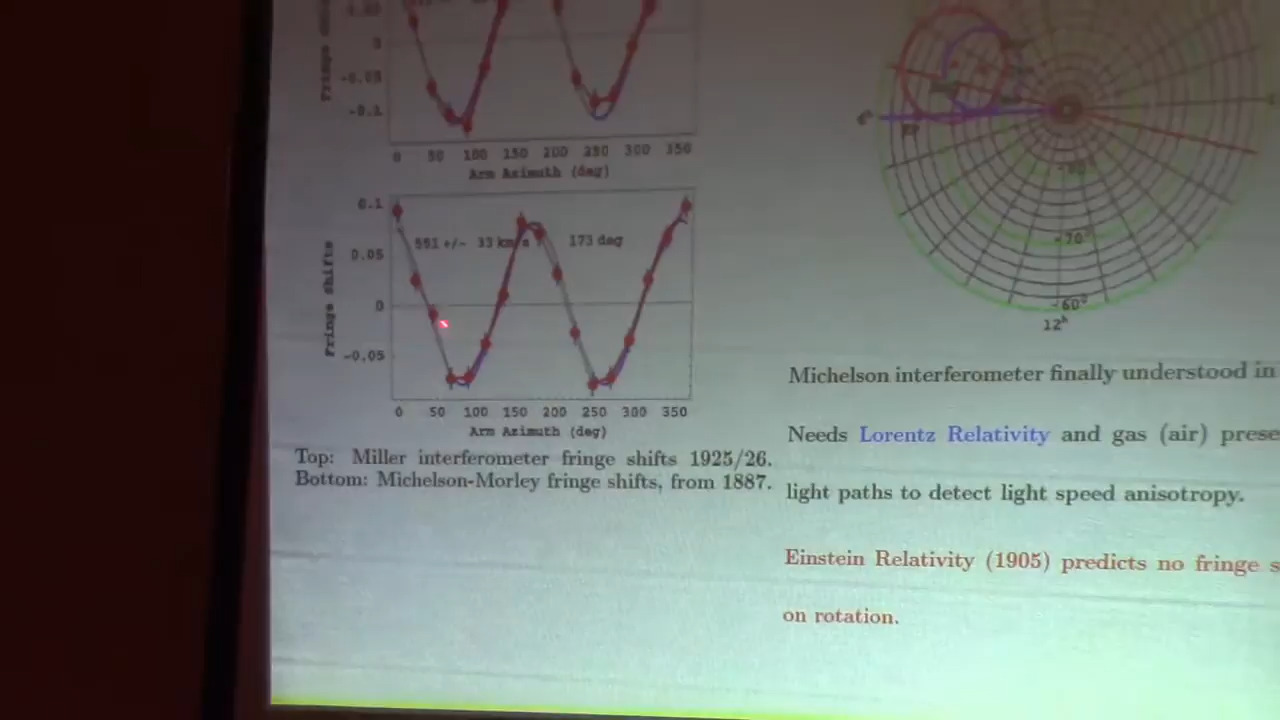 0
-0.05
-0.1
0 50 100 150 200 250 300 350
Arm Azimuth (deg)
0.1
0.05
0
-0.05
Fringe shifts
551 +/- 33 km/s 173 deg
0 50 100 150 200 250 300 350
Arm Azimuth (deg)
Top: Miller interferometer fringe shifts 1925/26.
Bottom: Michelson-Morley fringe shifts, from 1887.
-80°
-70°
-60°
12ʰ
Michelson interferometer finally understood in
Needs Lorentz Relativity and gas (air) prese
light paths to detect light speed anisotropy.
Einstein Relativity (1905) predicts no fringe s
on rotation.